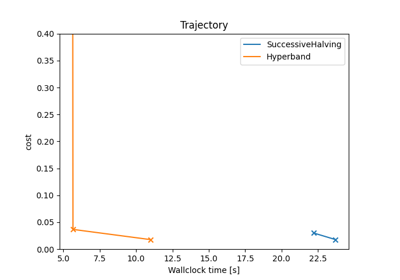 Trajectory
SuccessiveHalving
Hyperband
cost
0.40
0.35
0.30
0.25
0.20
0.15
0.10
0.05
0.00
5.0 7.5 10.0 12.5 15.0 17.5 20.0 22.5
Wallclock time [s]